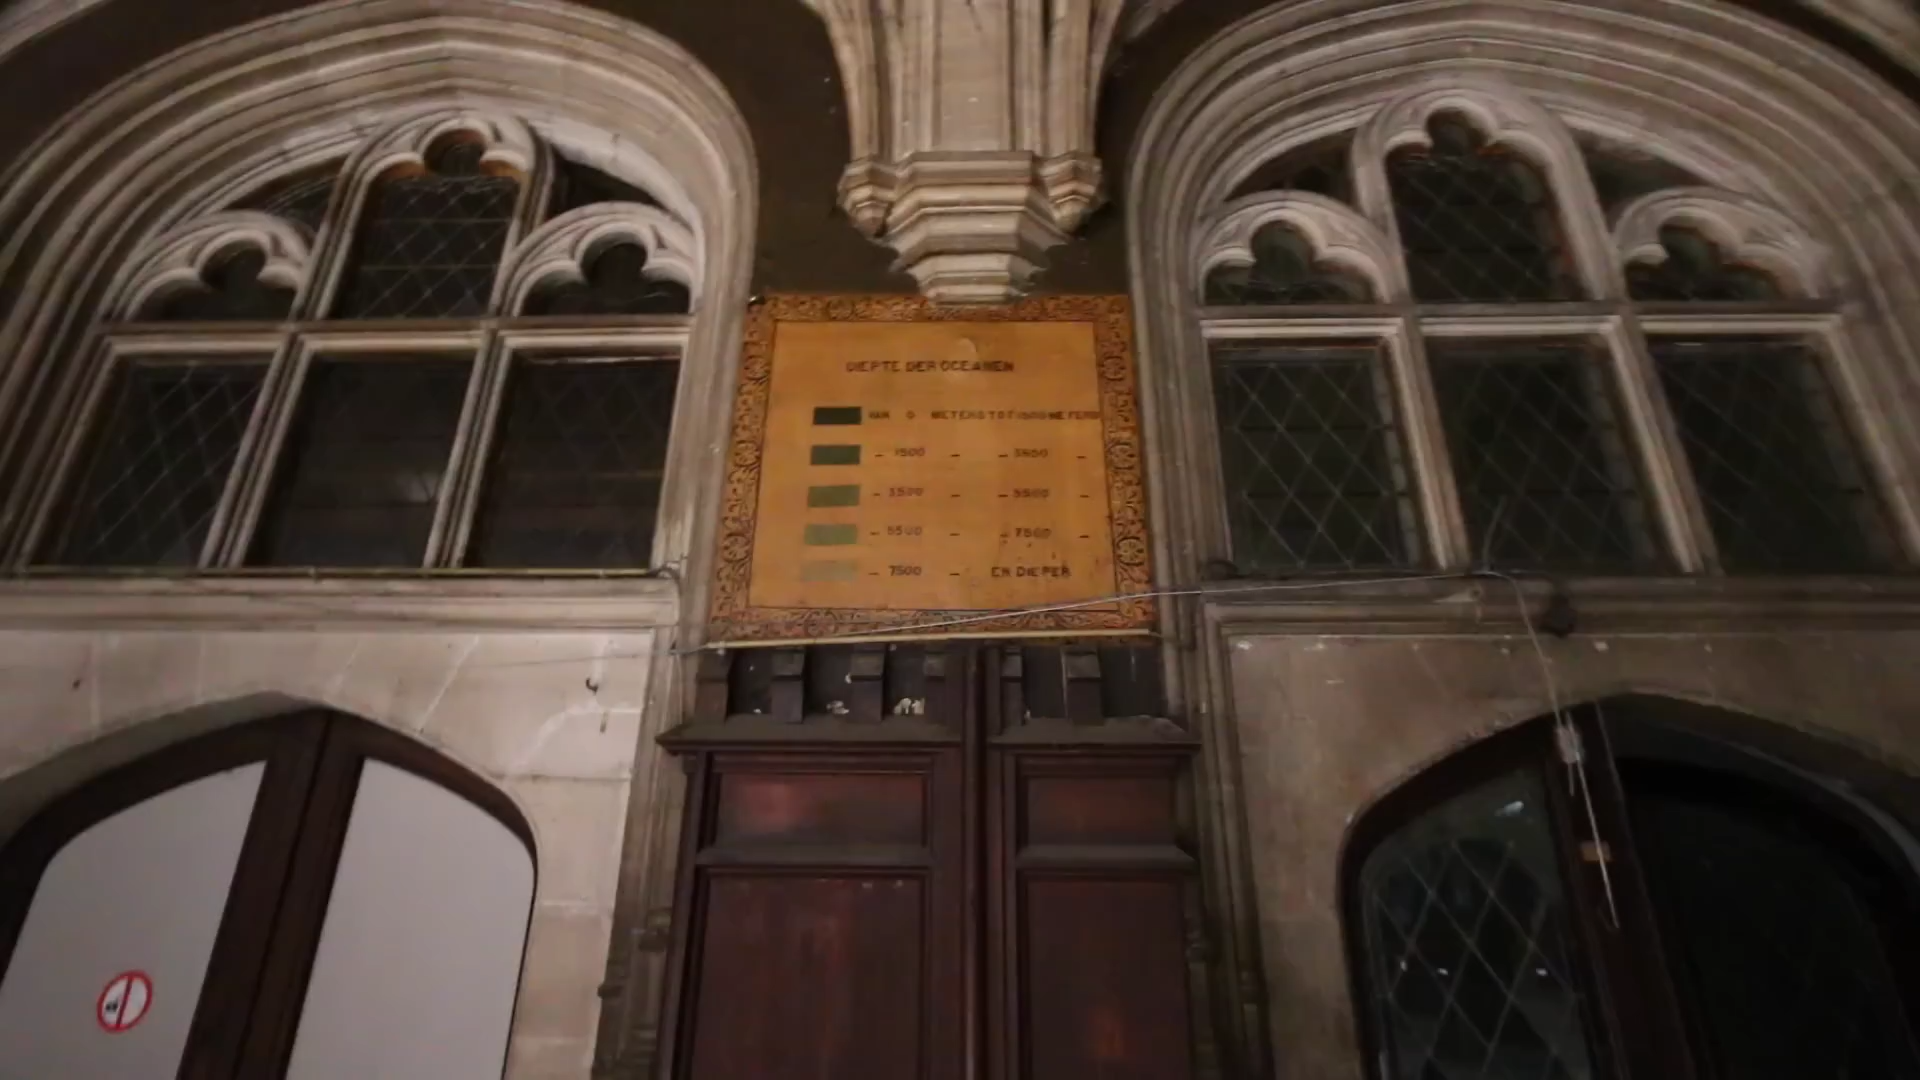 DIEPTE DER OCEANEN
VAN 0 METERS TOT 1500 METERS
– 1500 – – 3500 –
– 3500 – – 5500 –
– 5500 – – 7500 –
– 7500 – EN DIEPER